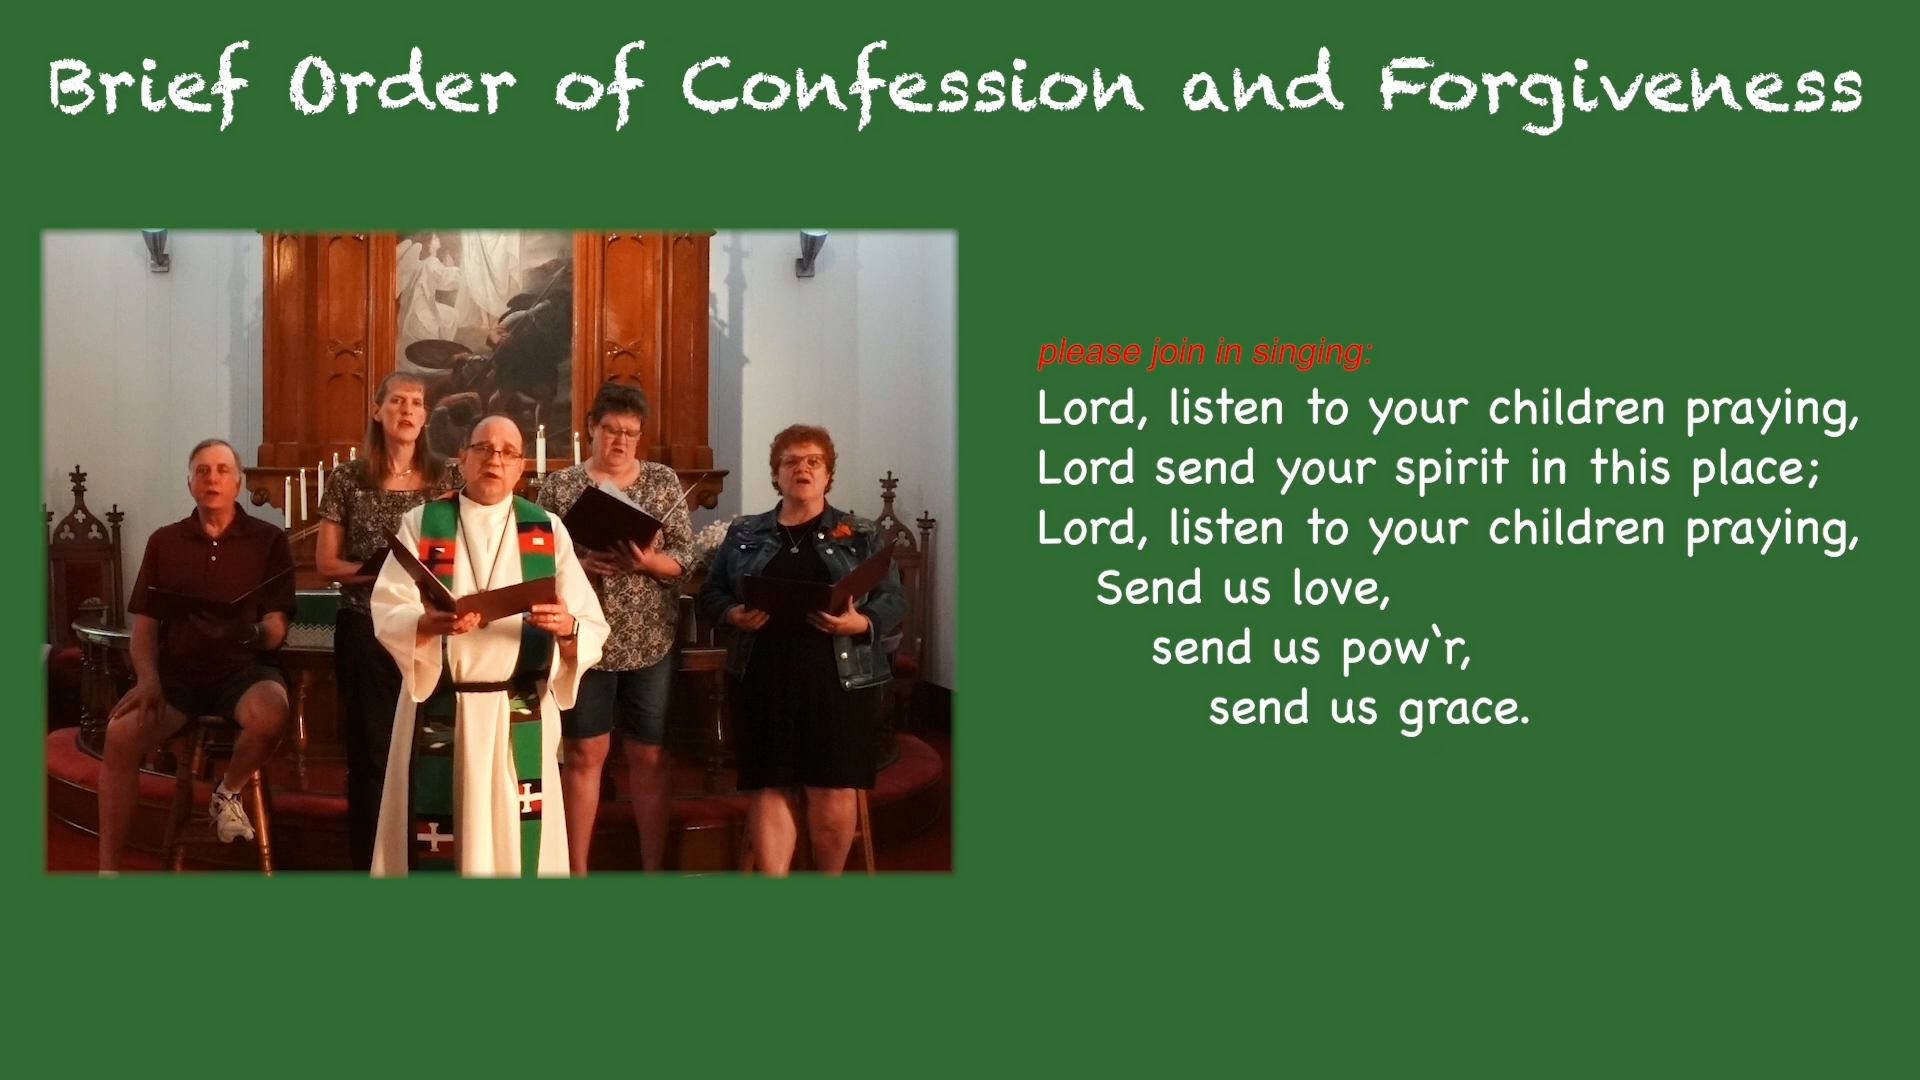 Brief Order of Confession and Forgiveness
please join in singing:
Lord, listen to your children praying,
Lord send your spirit in this place;
Lord, listen to your children praying,
Send us love,
send us pow`r,
send us grace.